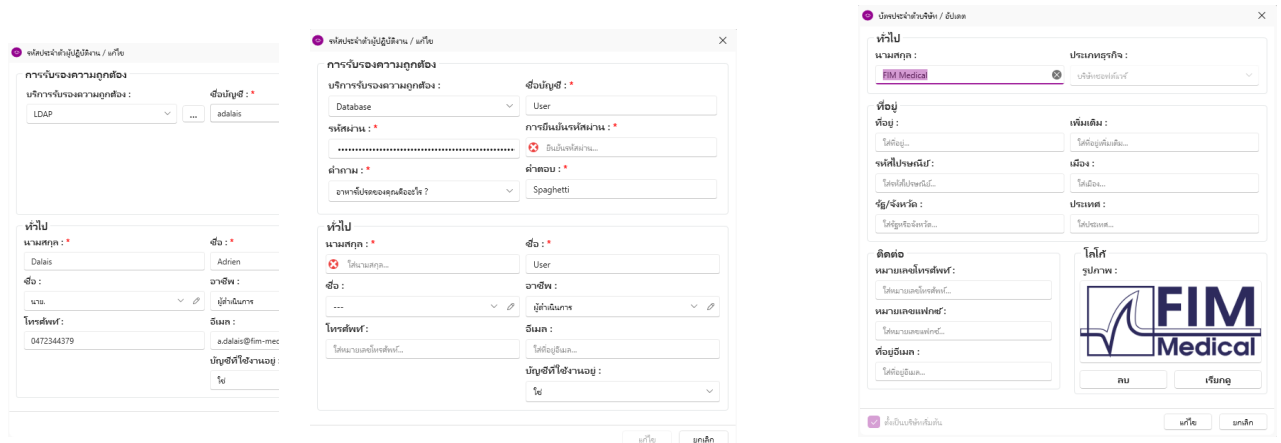 รหัสประจำตัวผู้ปฏิบัติงาน / แก้ไข
การรับรองความถูกต้อง
บริการรับรองความถูกต้อง :
ชื่อบัญชี : *
LDAP
...
adalais
ทั่วไป
นามสกุล : *
ชื่อ : *
Dalais
Adrien
ชื่อ :
อาชีพ :
นาย.
ผู้ดำเนินการ
โทรศัพท์ :
อีเมล :
0472344379
a.dalais@fim-med
บัญชีที่ใช้งานอยู่ :
ใช่
รหัสประจำตัวผู้ปฏิบัติงาน / แก้ไข
การรับรองความถูกต้อง
บริการรับรองความถูกต้อง :
ชื่อบัญชี : *
Database
User
รหัสผ่าน : *
การยืนยันรหัสผ่าน : *
ยืนยันรหัสผ่าน...
คำถาม : *
คำตอบ : *
อาหารโปรดของคุณคืออะไร ?
Spaghetti
ทั่วไป
นามสกุล : *
ชื่อ : *
ใส่นามสกุล...
User
ชื่อ :
อาชีพ :
---
ผู้ดำเนินการ
โทรศัพท์ :
อีเมล :
ใส่หมายเลขโทรศัพท์...
ใส่ที่อยู่อีเมล...
บัญชีที่ใช้งานอยู่ :
ใช่
แก้ไข
ยกเลิก
บัตรประจำตัวบริษัท / อัปเดต
ทั่วไป
นามสกุล :
ประเภทธุรกิจ :
FIM Medical
บริษัทซอฟต์แวร์
ที่อยู่
ที่อยู่ :
เพิ่มเติม :
ใส่ที่อยู่...
ใส่ที่อยู่เพิ่มเติม...
รหัสไปรษณีย์ :
เมือง :
ใส่รหัสไปรษณีย์...
ใส่เมือง...
รัฐ/จังหวัด :
ประเทศ :
ใส่รัฐหรือจังหวัด...
ใส่ประเทศ...
ติดต่อ
หมายเลขโทรศัพท์ :
ใส่หมายเลขโทรศัพท์...
หมายเลขแฟกซ์ :
ใส่หมายเลขแฟกซ์...
ที่อยู่อีเมล :
ใส่ที่อยู่อีเมล...
โลโก้
รูปภาพ :
FIM
Medical
ลบ
เรียกดู
ตั้งเป็นบริษัทเริ่มต้น
แก้ไข
ยกเลิก